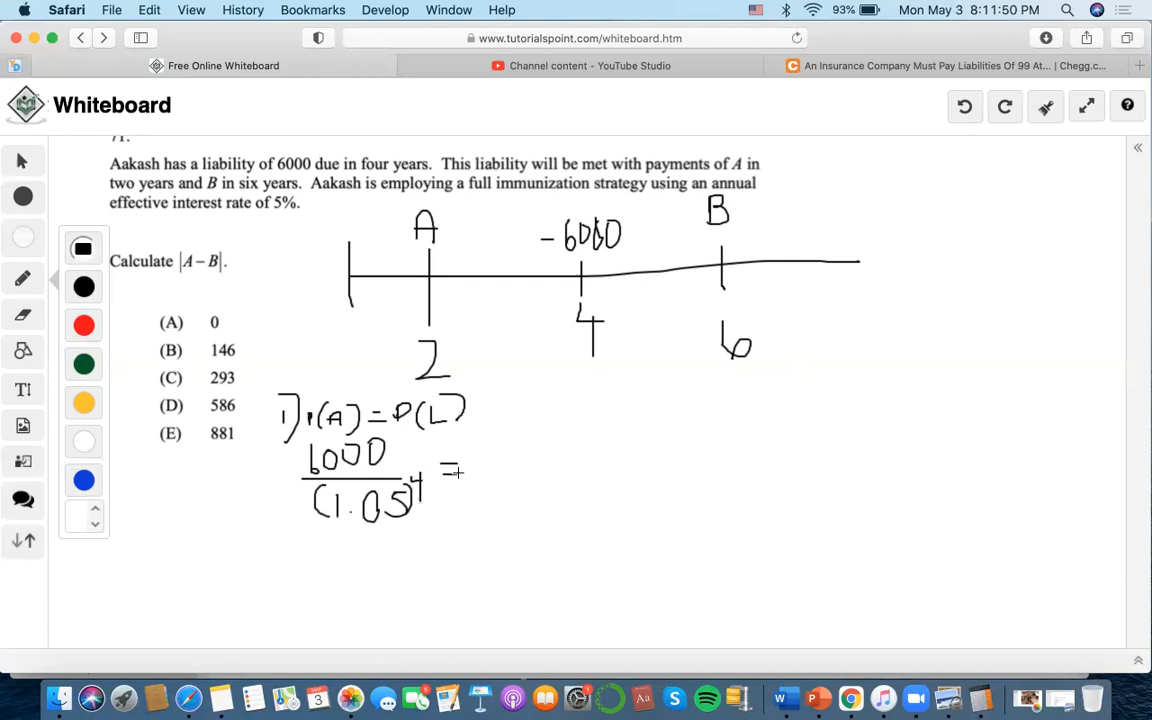 Safari File Edit View History Bookmarks Develop Window Help 93% Mon May 3 8:11:50 PM
www.tutorialspoint.com/whiteboard.htm
Free Online Whiteboard Channel content - YouTube Studio An Insurance Company Must Pay Liabilities Of 99 At... | Chegg.c...
Whiteboard
Aakash has a liability of 6000 due in four years. This liability will be met with payments of A in
two years and B in six years. Aakash is employing a full immunization strategy using an annual
effective interest rate of 5%.
A -6000 B
Calculate |A – B|.
2 4 6
(A) 0
(B) 146
(C) 293
(D) 586
(E) 881
1) P(A) = P(L)
6000
(1.05)^4 =